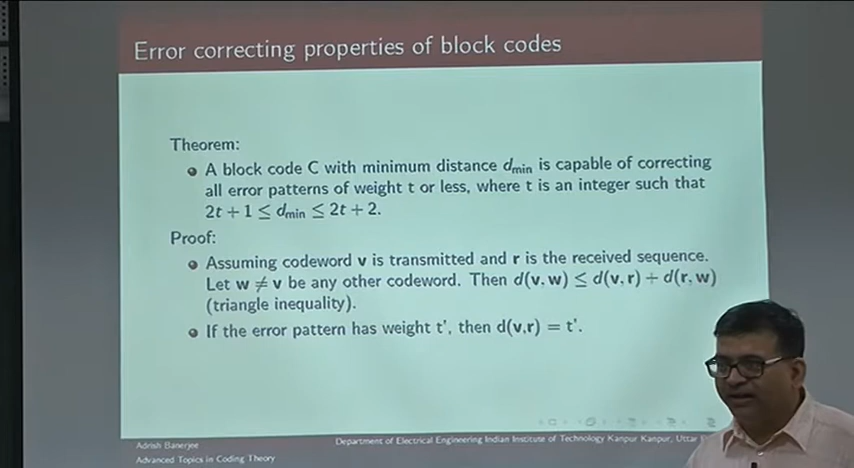 Error correcting properties of block codes
Theorem:
A block code C with minimum distance d_min is capable of correcting
all error patterns of weight t or less, where t is an integer such that
2t + 1 ≤ d_min ≤ 2t + 2.
Proof:
Assuming codeword v is transmitted and r is the received sequence.
Let w ≠ v be any other codeword. Then d(v, w) ≤ d(v, r) + d(r, w)
(triangle inequality).
If the error pattern has weight t', then d(v,r) = t'.
Adrish Banerjee
Department of Electrical Engineering Indian Institute of Technology Kanpur Kanpur, Uttar
Advanced Topics in Coding Theory